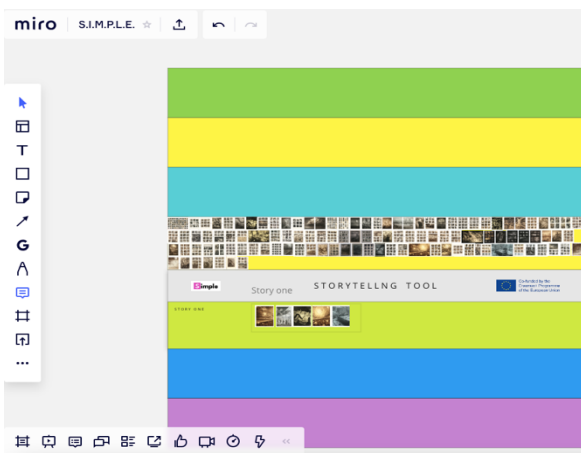 miro S.I.M.P.L.E.
T
G
Simple Story one STORYTELLNG TOOL Co-funded by the
Erasmus+ Programme
of the European Union
STORY ONE